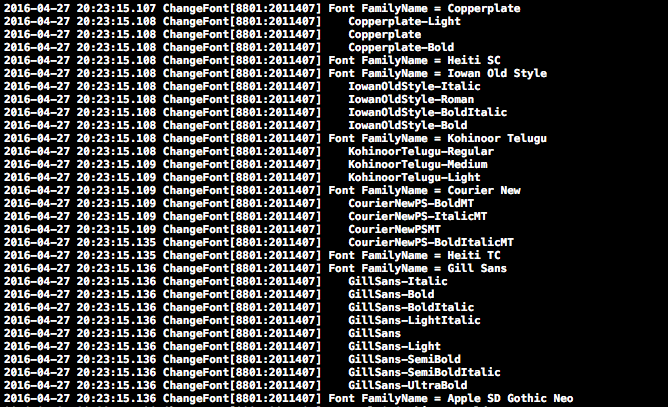 2016-04-27 20:23:15.107 ChangeFont[8801:2011407] Font FamilyName = Copperplate
2016-04-27 20:23:15.108 ChangeFont[8801:2011407]    Copperplate-Light
2016-04-27 20:23:15.108 ChangeFont[8801:2011407]    Copperplate
2016-04-27 20:23:15.108 ChangeFont[8801:2011407]    Copperplate-Bold
2016-04-27 20:23:15.108 ChangeFont[8801:2011407] Font FamilyName = Heiti SC
2016-04-27 20:23:15.108 ChangeFont[8801:2011407] Font FamilyName = Iowan Old Style
2016-04-27 20:23:15.108 ChangeFont[8801:2011407]    IowanOldStyle-Italic
2016-04-27 20:23:15.108 ChangeFont[8801:2011407]    IowanOldStyle-Roman
2016-04-27 20:23:15.108 ChangeFont[8801:2011407]    IowanOldStyle-BoldItalic
2016-04-27 20:23:15.108 ChangeFont[8801:2011407]    IowanOldStyle-Bold
2016-04-27 20:23:15.108 ChangeFont[8801:2011407] Font FamilyName = Kohinoor Telugu
2016-04-27 20:23:15.108 ChangeFont[8801:2011407]    KohinoorTelugu-Regular
2016-04-27 20:23:15.109 ChangeFont[8801:2011407]    KohinoorTelugu-Medium
2016-04-27 20:23:15.109 ChangeFont[8801:2011407]    KohinoorTelugu-Light
2016-04-27 20:23:15.109 ChangeFont[8801:2011407] Font FamilyName = Courier New
2016-04-27 20:23:15.109 ChangeFont[8801:2011407]    CourierNewPS-BoldMT
2016-04-27 20:23:15.109 ChangeFont[8801:2011407]    CourierNewPS-ItalicMT
2016-04-27 20:23:15.109 ChangeFont[8801:2011407]    CourierNewPSMT
2016-04-27 20:23:15.135 ChangeFont[8801:2011407]    CourierNewPS-BoldItalicMT
2016-04-27 20:23:15.135 ChangeFont[8801:2011407] Font FamilyName = Heiti TC
2016-04-27 20:23:15.136 ChangeFont[8801:2011407] Font FamilyName = Gill Sans
2016-04-27 20:23:15.136 ChangeFont[8801:2011407]    GillSans-Italic
2016-04-27 20:23:15.136 ChangeFont[8801:2011407]    GillSans-Bold
2016-04-27 20:23:15.136 ChangeFont[8801:2011407]    GillSans-BoldItalic
2016-04-27 20:23:15.136 ChangeFont[8801:2011407]    GillSans-LightItalic
2016-04-27 20:23:15.136 ChangeFont[8801:2011407]    GillSans
2016-04-27 20:23:15.136 ChangeFont[8801:2011407]    GillSans-Light
2016-04-27 20:23:15.136 ChangeFont[8801:2011407]    GillSans-SemiBold
2016-04-27 20:23:15.136 ChangeFont[8801:2011407]    GillSans-SemiBoldItalic
2016-04-27 20:23:15.136 ChangeFont[8801:2011407]    GillSans-UltraBold
2016-04-27 20:23:15.136 ChangeFont[8801:2011407] Font FamilyName = Apple SD Gothic Neo